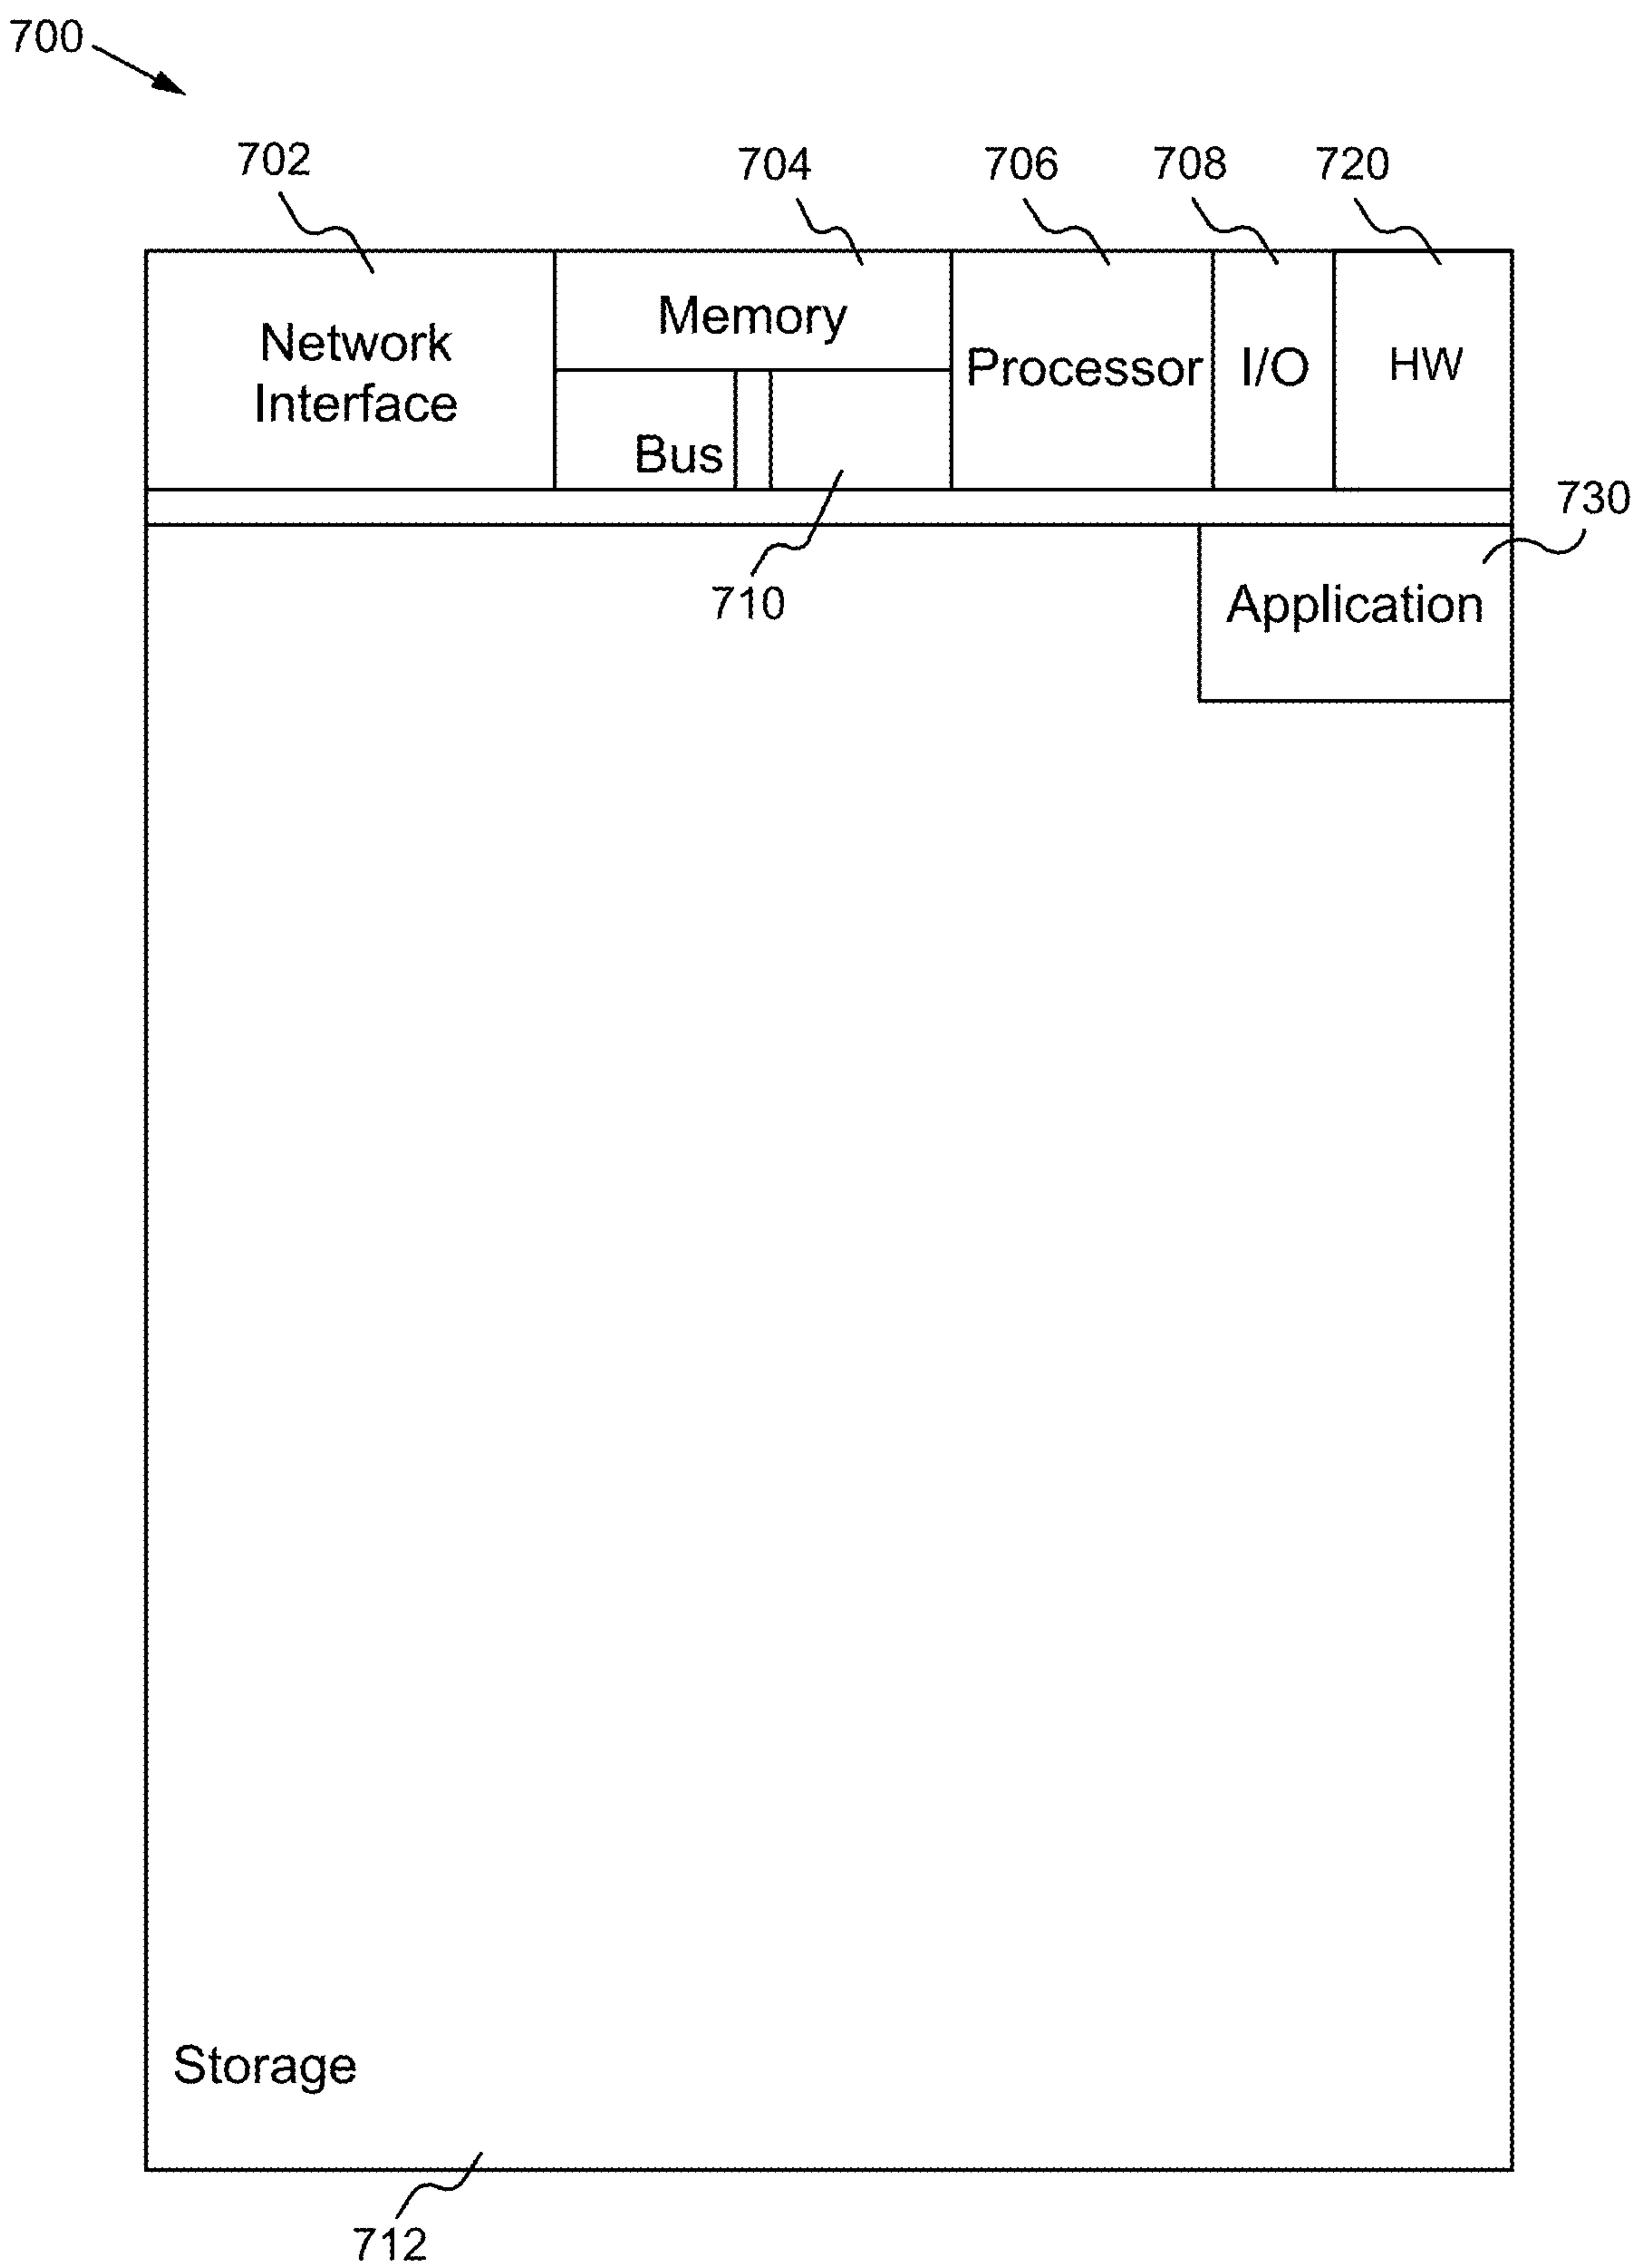 700
702
704
706
708
720
Network
Interface
Memory
Bus
Processor
I/O
HW
730
710
Application
Storage
712